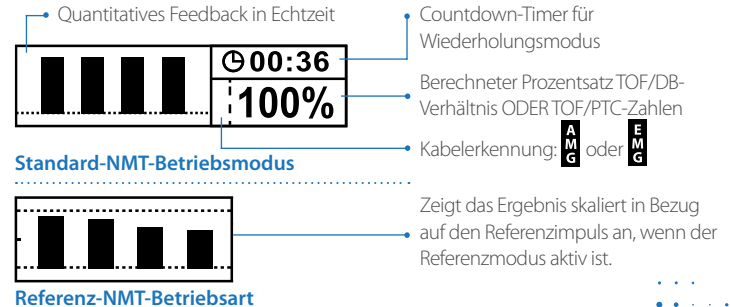 Quantitatives Feedback in Echtzeit
Countdown-Timer für
Wiederholungsmodus
00:36
100%
Berechneter Prozentsatz TOF/DB-
Verhältnis ODER TOF/PTC-Zahlen
Kabelerkennung: AMG oder EMG
Standard-NMT-Betriebsmodus
Zeigt das Ergebnis skaliert in Bezug
auf den Referenzimpuls an, wenn der
Referenzmodus aktiv ist.
Referenz-NMT-Betriebsart